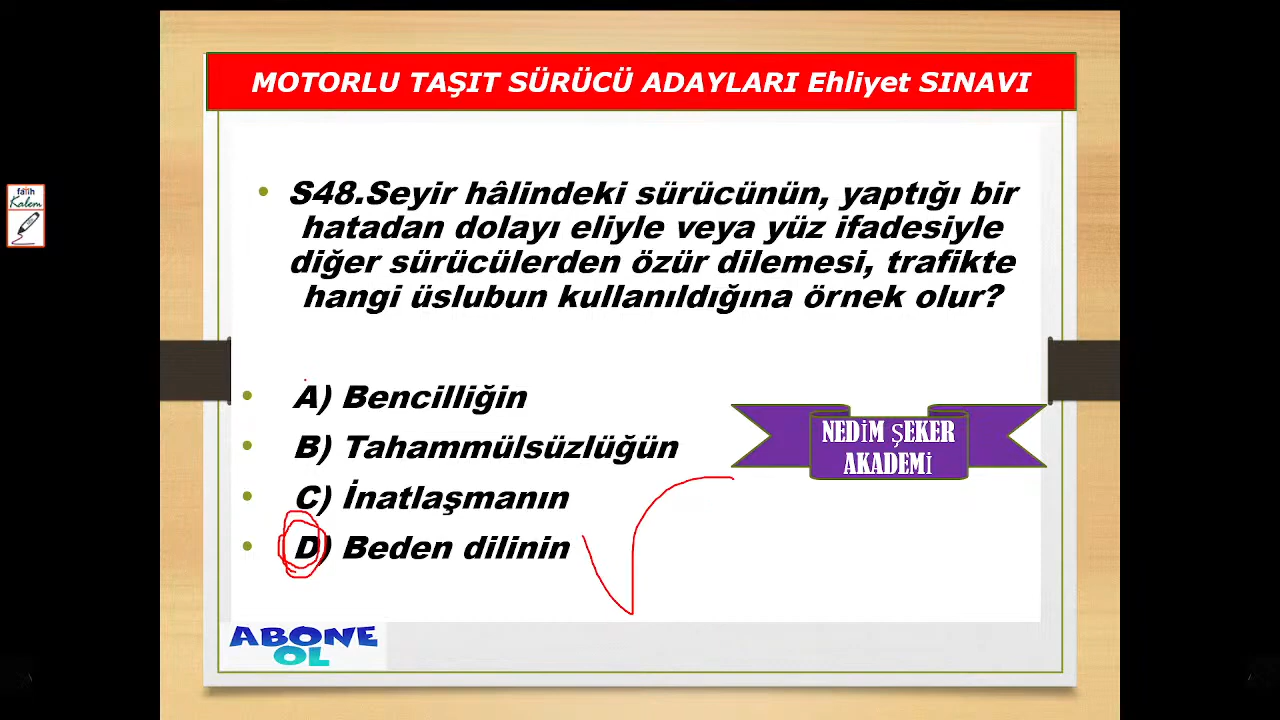 MOTORLU TAŞIT SÜRÜCÜ ADAYLARI Ehliyet SINAVI
fatih
Kalem
• S48.Seyir hâlindeki sürücünün, yaptığı bir
hatadan dolayı eliyle veya yüz ifadesiyle
diğer sürücülerden özür dilemesi, trafikte
hangi üslubun kullanıldığına örnek olur?
• A) Bencilliğin
• B) Tahammülsüzlüğün
• C) İnatlaşmanın
• D) Beden dilinin
NEDİM ŞEKER
AKADEMİ
ABONE
OL